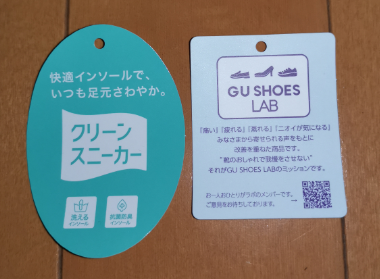 快適インソールで、
いつも足元さわやか。
クリーン
スニーカー
洗える
インソール
抗菌防臭
インソール
GU SHOES
LAB
「痛い」「疲れる」「蒸れる」「ニオイが気になる」
みなさまから寄せられる声をもとに
改善を重ねた商品です。
"靴のおしゃれで我慢をさせない"
それがGU SHOES LABのミッションです。
お一人おひとりがラボのメンバーです。
ご意見をお待ちしております。